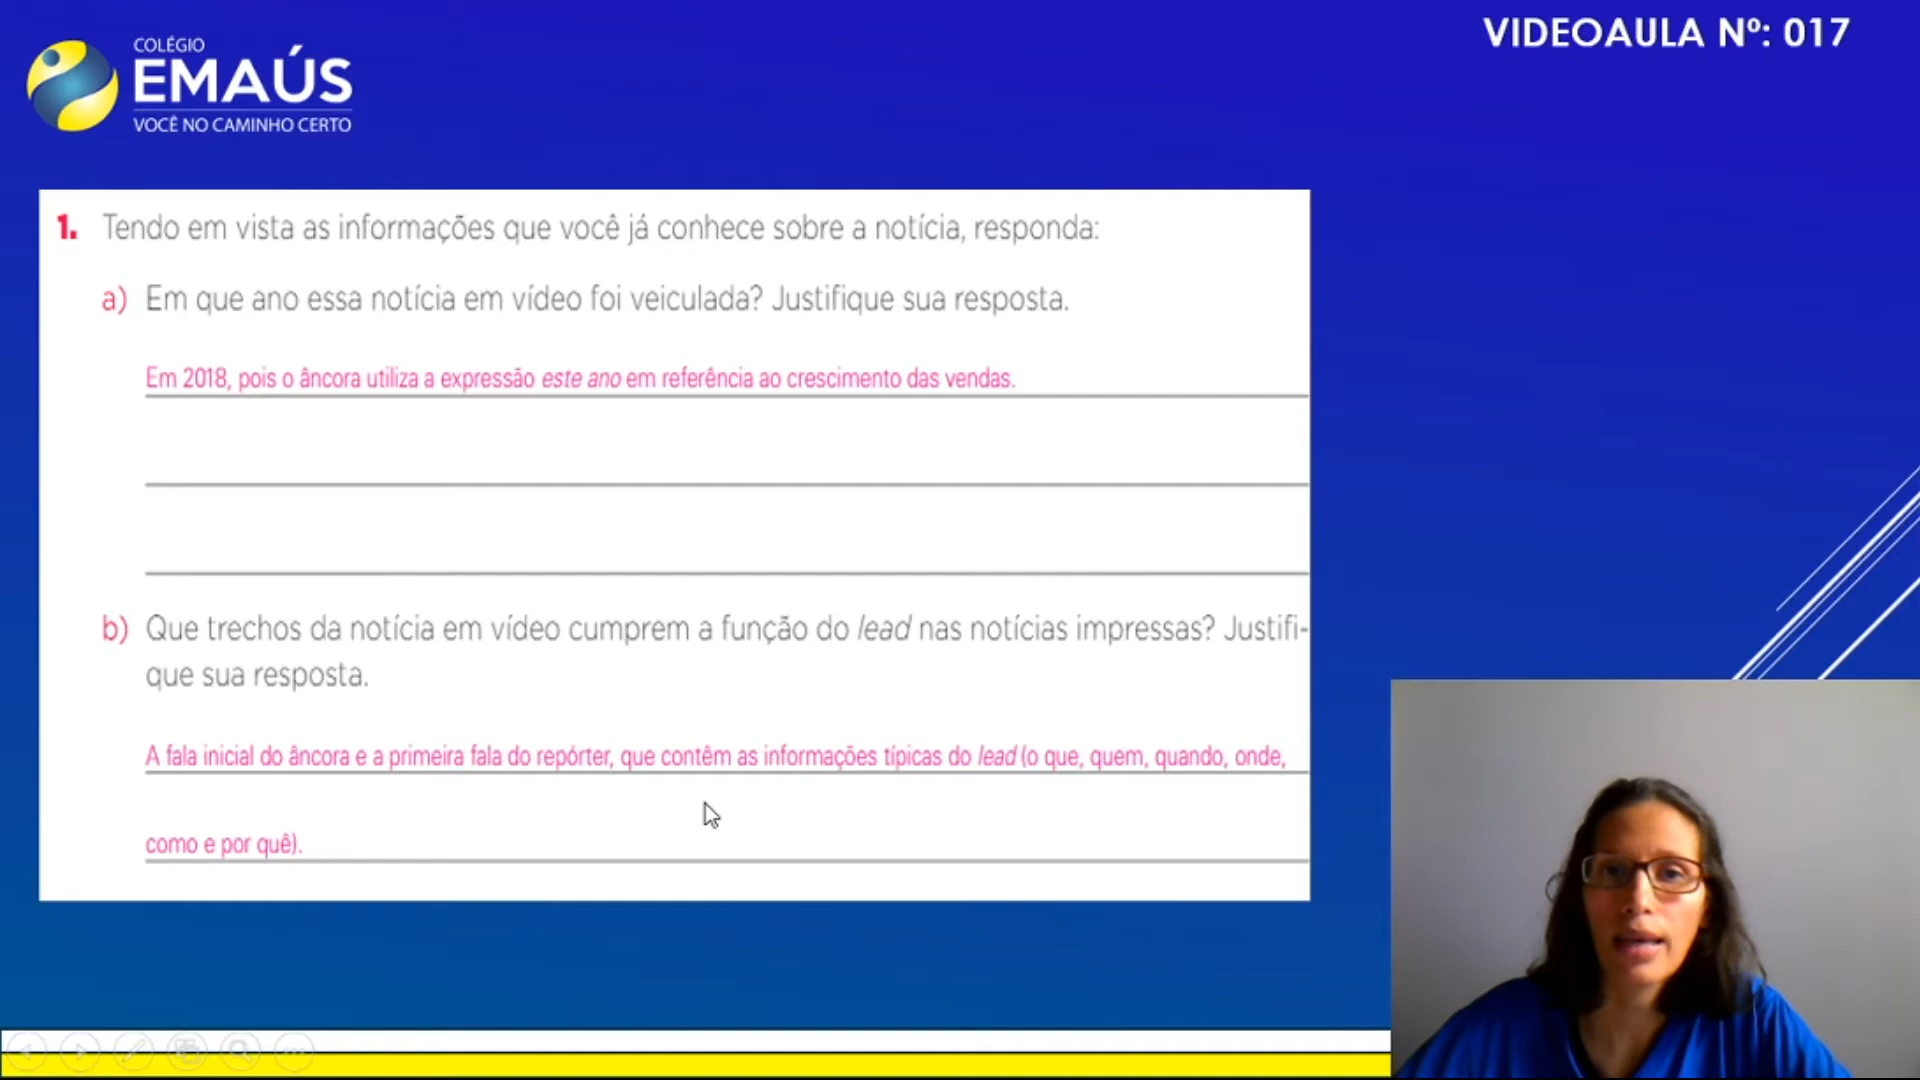 COLÉGIO
EMAÚS
VOCÊ NO CAMINHO CERTO
VIDEOAULA Nº: 017
1. Tendo em vista as informações que você já conhece sobre a notícia, responda:
a) Em que ano essa notícia em vídeo foi veiculada? Justifique sua resposta.
Em 2018, pois o âncora utiliza a expressão este ano em referência ao crescimento das vendas.
b) Que trechos da notícia em vídeo cumprem a função do lead nas notícias impressas? Justifi-
que sua resposta.
A fala inicial do âncora e a primeira fala do repórter, que contêm as informações típicas do lead (o que, quem, quando, onde,
como e por quê).